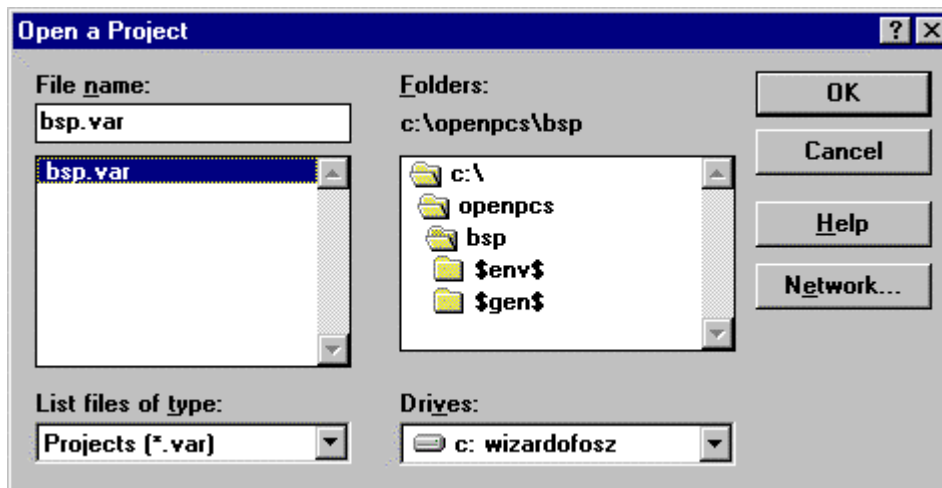 Open a Project
File name:
bsp.var
bsp.var
List files of type:
Projects (*.var)
Folders:
c:\openpcs\bsp
c:\
openpcs
bsp
$env$
$gen$
Drives:
c: wizardofosz
OK
Cancel
Help
Network...